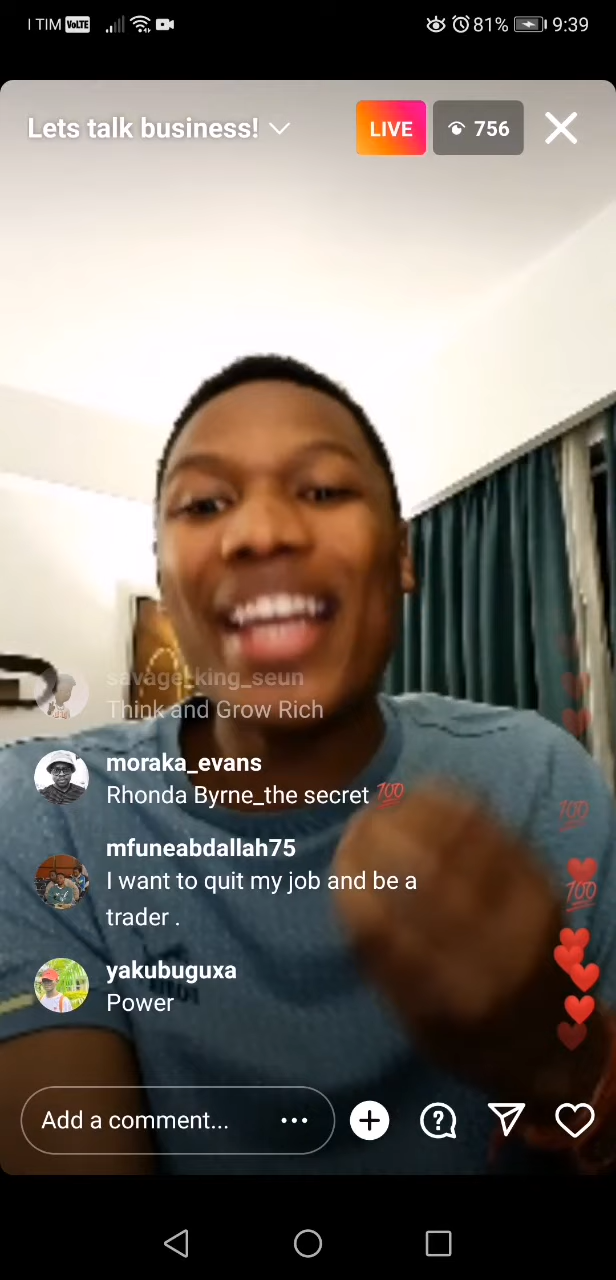 I TIM VoLTE 81% 9:39
Lets talk business! LIVE 756
savage_king_seun
Think and Grow Rich
moraka_evans
Rhonda Byrne_the secret 💯
mfuneabdallah75
I want to quit my job and be a
trader .
yakubuguxa
Power
Add a comment...